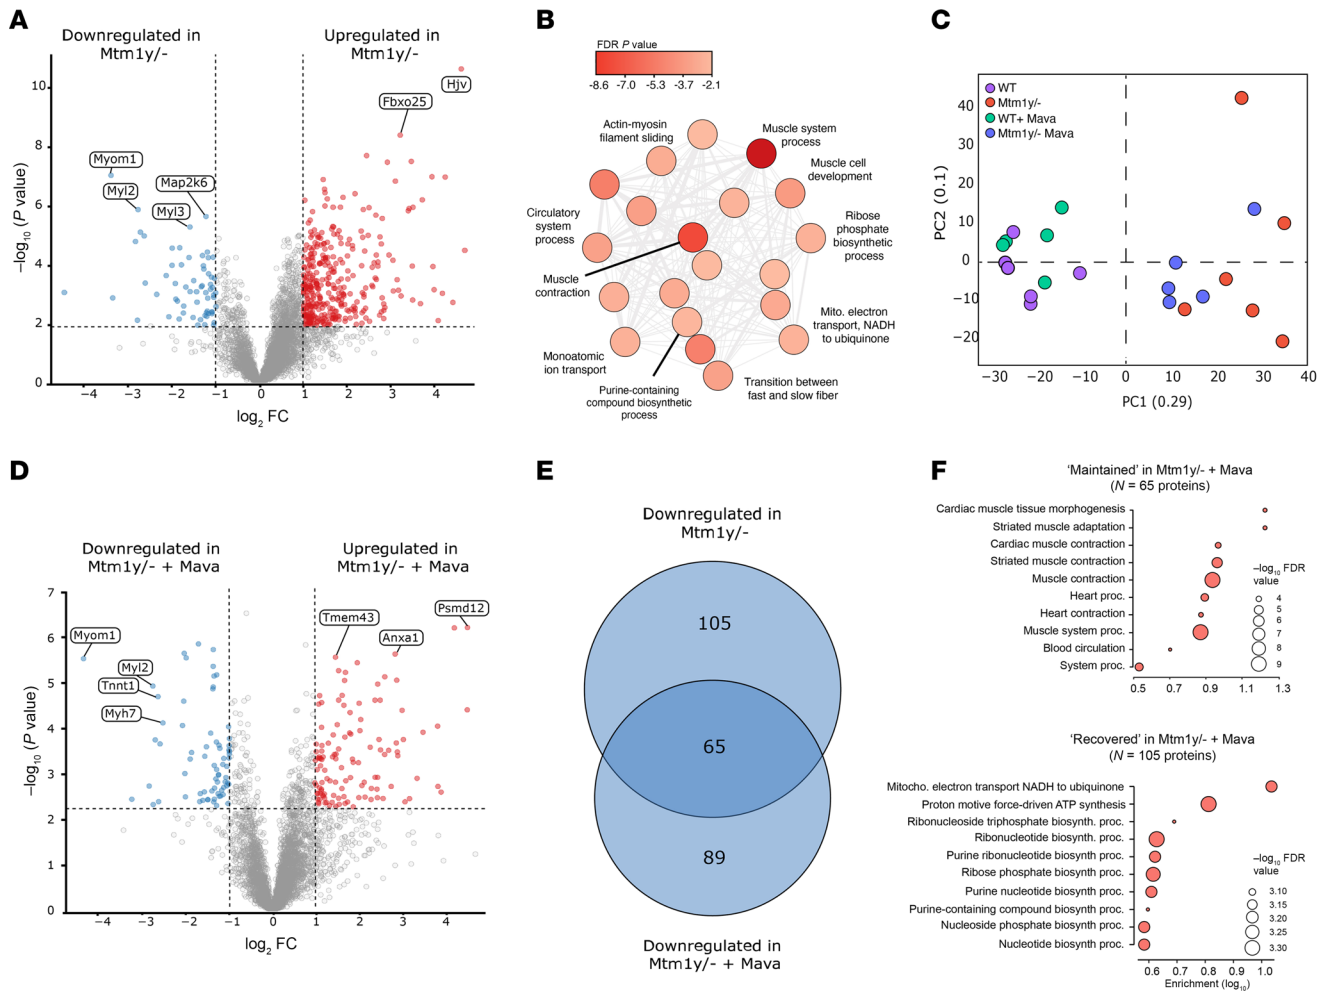 A
Downregulated in
Mtm1y/-
Upregulated in
Mtm1y/-
Hjv
Fbxo25
Myom1
Myl2
Map2k6
Myl3
10
8
6
4
2
0
−4
−3
−2
−1
0
1
2
3
4
−log10 (P value)
log2 FC
B
FDR P value
-8.6
-7.0
-5.3
-3.7
-2.1
Actin-myosin
filament sliding
Muscle system
process
Muscle cell
development
Circulatory
system
process
Ribose
phosphate
biosynthetic
process
Muscle
contraction
Mito. electron
transport, NADH
to ubiquinone
Monoatomic
ion transport
Purine-containing
compound biosynthetic
process
Transition between
fast and slow fiber
C
WT
Mtm1y/-
WT+ Mava
Mtm1y/- Mava
40
30
20
10
0
−10
−20
−30
−20
−10
0
10
20
30
40
PC2 (0.1)
PC1 (0.29)
D
Downregulated in
Mtm1y/- + Mava
Upregulated in
Mtm1y/- + Mava
Psmd12
Tmem43
Anxa1
Myom1
Myl2
Tnnt1
Myh7
7
6
5
4
3
2
1
0
−4
−3
−2
−1
0
1
2
3
4
−log10 (P value)
log2 FC
E
Downregulated in
Mtm1y/-
105
65
89
Downregulated in
Mtm1y/- + Mava
F
‘Maintained’ in Mtm1y/- + Mava
(N = 65 proteins)
Cardiac muscle tissue morphogenesis
Striated muscle adaptation
Cardiac muscle contraction
Striated muscle contraction
Muscle contraction
Heart proc.
Heart contraction
Muscle system proc.
Blood circulation
System proc.
0.5
0.7
0.9
1.1
1.3
−log10 FDR
value
4
5
6
7
8
9
‘Recovered’ in Mtm1y/- + Mava
(N = 105 proteins)
Mitocho. electron transport NADH to ubiquinone
Proton motive force-driven ATP synthesis
Ribonucleoside triphosphate biosynth. proc.
Ribonucleotide biosynth. proc.
Purine ribonucleotide biosynth proc.
Ribose phosphate biosynth proc.
Purine nucleotide biosynth proc.
Purine-containing compound biosynth proc.
Nucleoside phosphate biosynth proc.
Nucleotide biosynth proc.
0.6
0.7
0.8
0.9
1.0
Enrichment (log10)
−log10 FDR
value
3.10
3.15
3.20
3.25
3.30